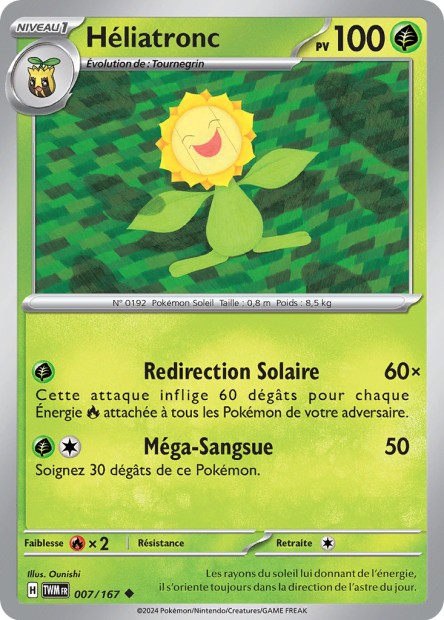 NIVEAU 1
Héliatronc
PV 100
Évolution de : Tournegrin
N° 0192 Pokémon Soleil Taille : 0,8 m Poids : 8,5 kg
Redirection Solaire 60×
Cette attaque inflige 60 dégâts pour chaque
Énergie attachée à tous les Pokémon de votre adversaire.
Méga-Sangsue 50
Soignez 30 dégâts de ce Pokémon.
Faiblesse ×2 Résistance Retraite
Illus. Ounishi
H TWM FR 007/167
Les rayons du soleil lui donnant de l'énergie,
il s'oriente toujours dans la direction de l'astre du jour.
©2024 Pokémon/Nintendo/Creatures/GAME FREAK